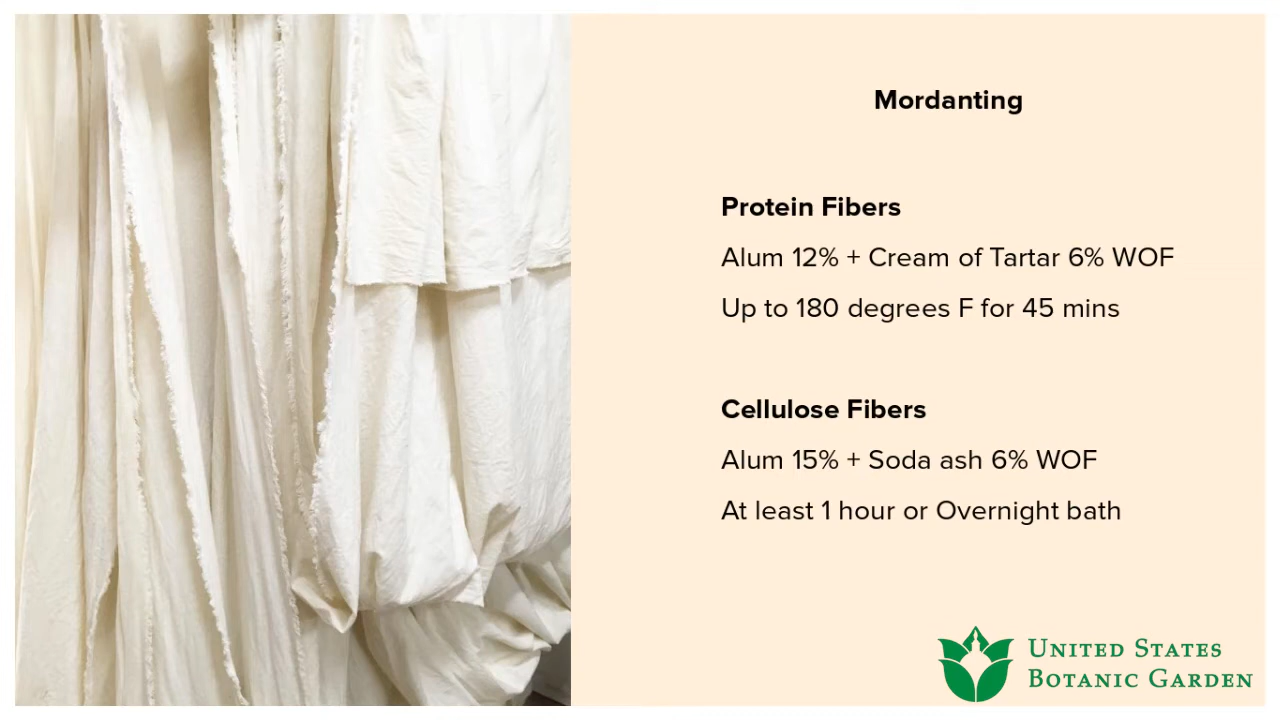 Mordanting
Protein Fibers
Alum 12% + Cream of Tartar 6% WOF
Up to 180 degrees F for 45 mins
Cellulose Fibers
Alum 15% + Soda ash 6% WOF
At least 1 hour or Overnight bath
United States
Botanic Garden